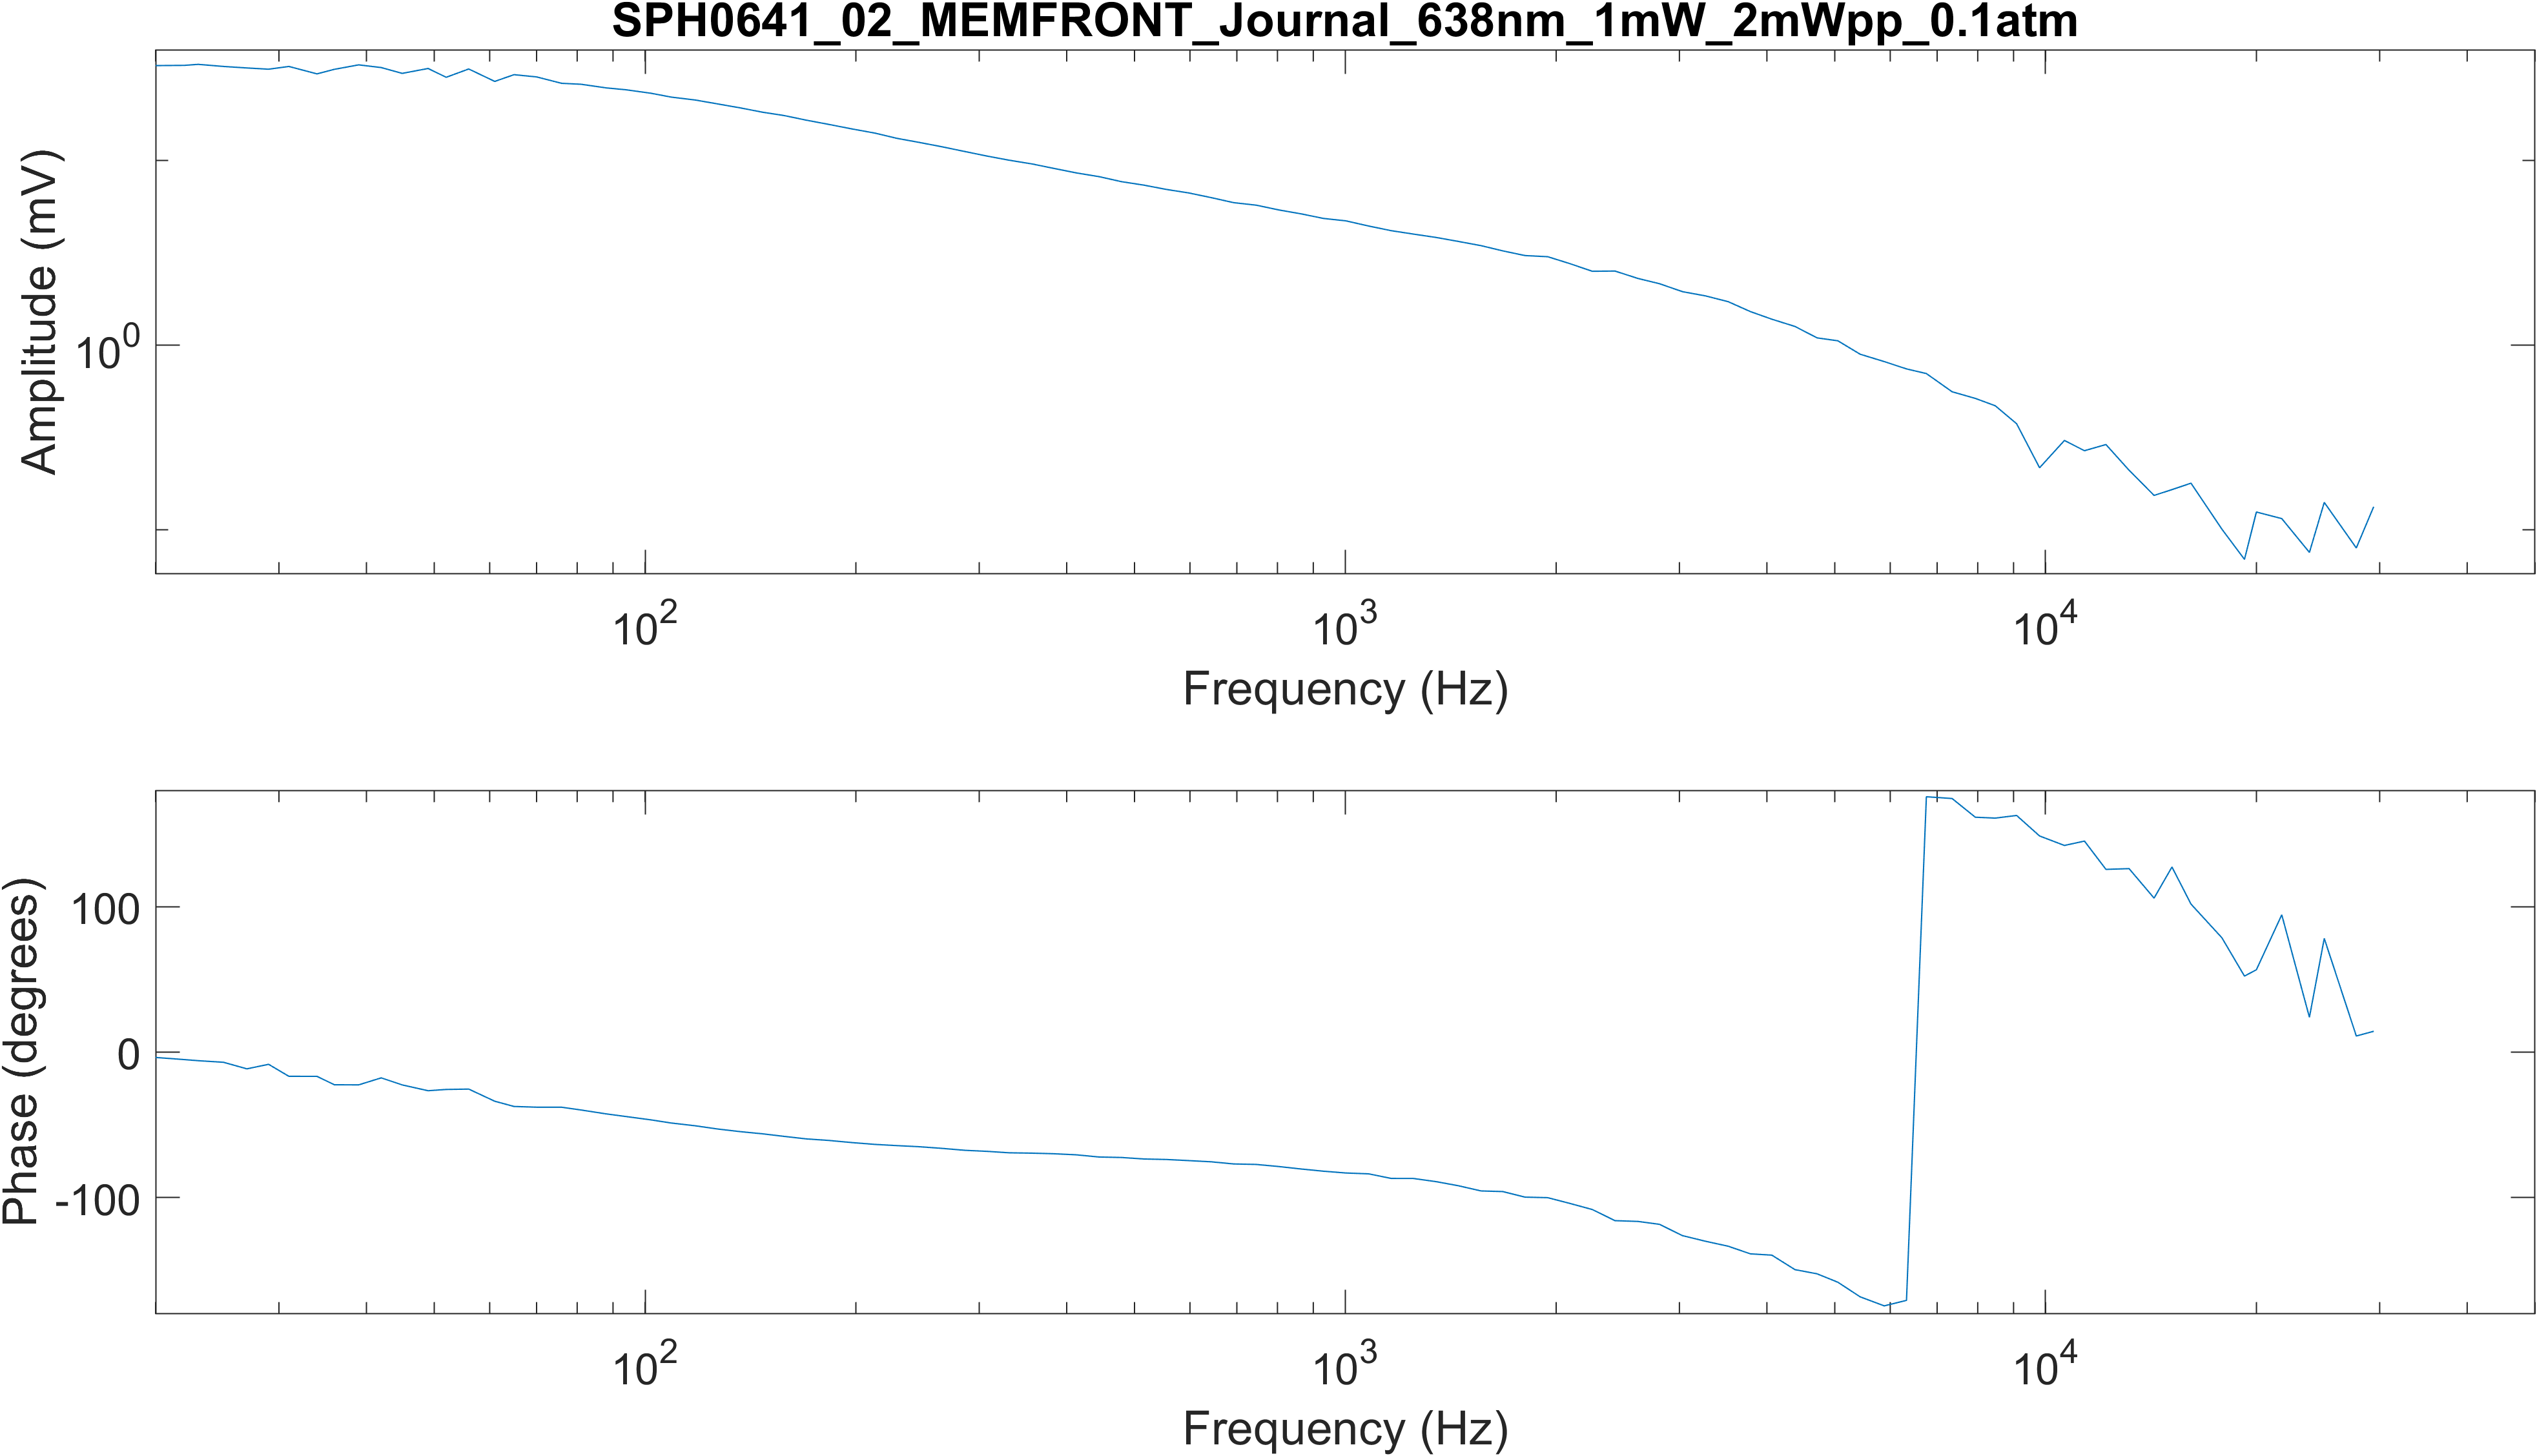 SPH0641_02_MEMFRONT_Journal_638nm_1mW_2mWpp_0.1atm
Amplitude (mV)
10^0
10^2 10^3 10^4
Frequency (Hz)
Phase (degrees)
100
0
-100
10^2 10^3 10^4
Frequency (Hz)